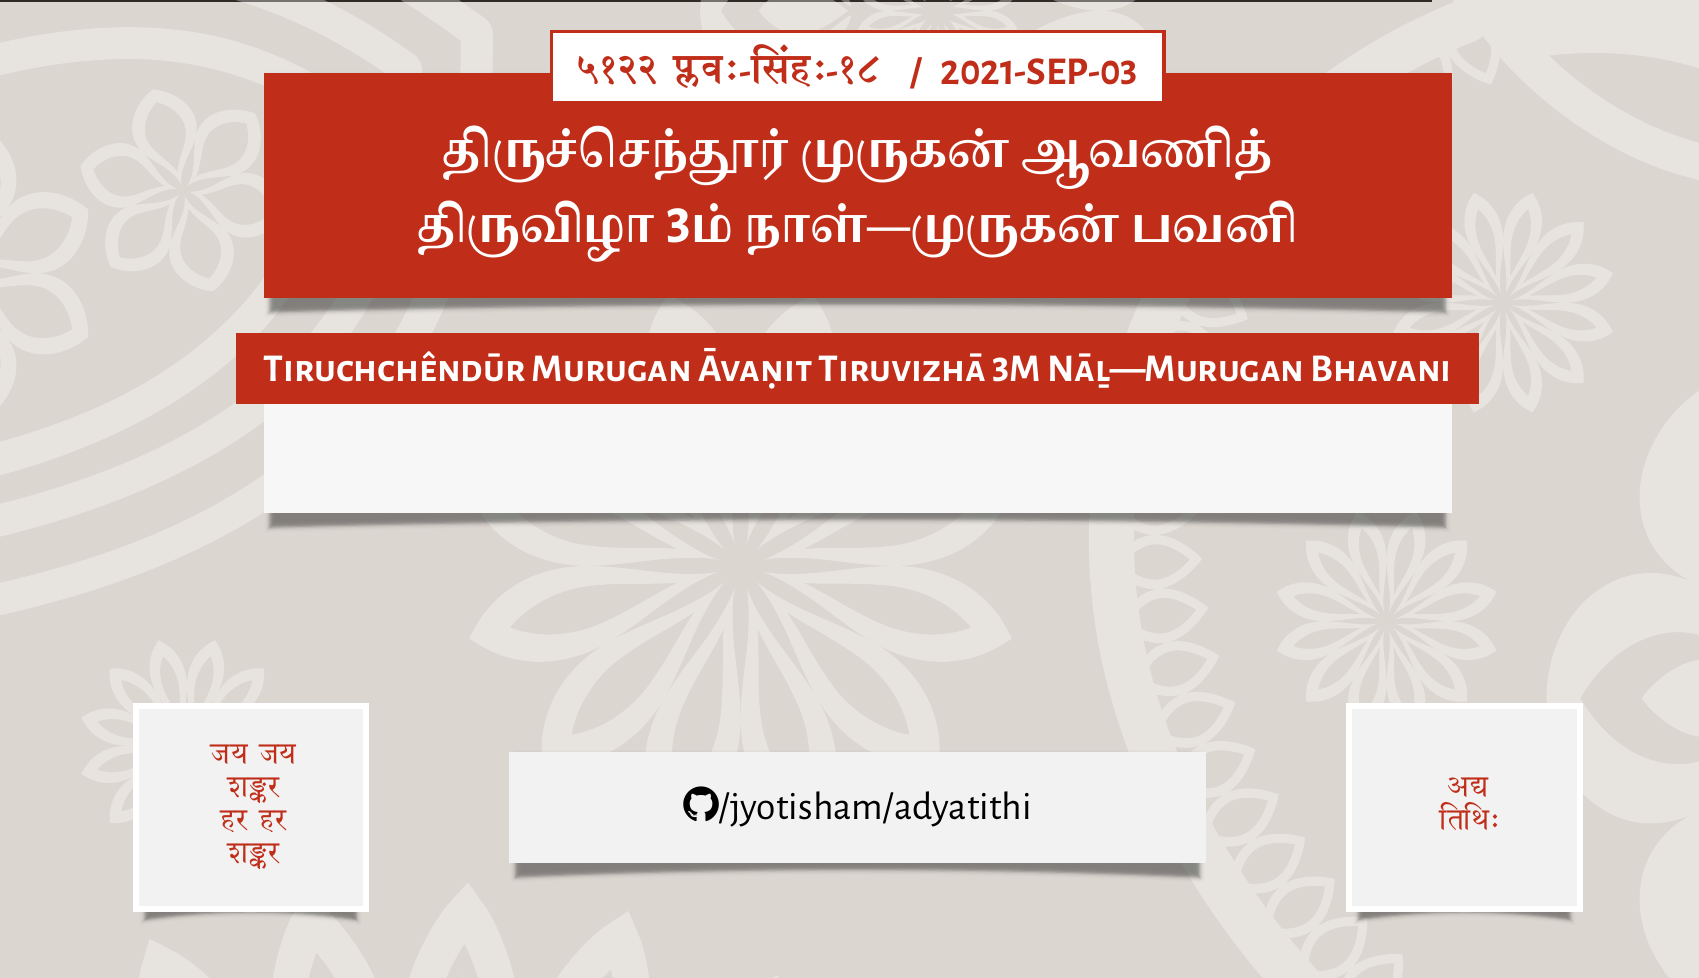 ५१२२ प्लवः-सिंहः-१८ / 2021-SEP-03
திருச்செந்தூர் முருகன் ஆவணித்
திருவிழா 3ம் நாள்—முருகன் பவனி
Tiruchchêndūr Murugan Āvaṇit Tiruvizhā 3m Nāḻ—Murugan Bhavani
जय जय
शङ्कर
हर हर
शङ्कर
/jyotisham/adyatithi
अद्य
तिथिः